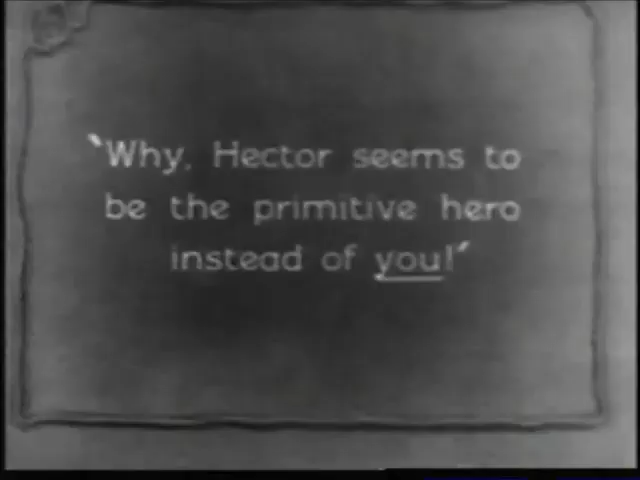 "Why, Hector seems to
be the primitive hero
instead of you!"